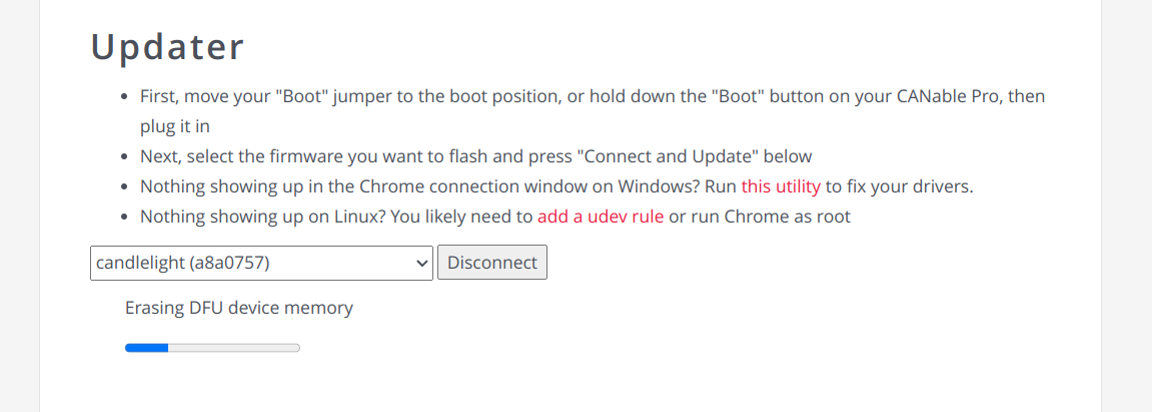 Updater
First, move your "Boot" jumper to the boot position, or hold down the "Boot" button on your CANable Pro, then
plug it in
Next, select the firmware you want to flash and press "Connect and Update" below
Nothing showing up in the Chrome connection window on Windows? Run this utility to fix your drivers.
Nothing showing up on Linux? You likely need to add a udev rule or run Chrome as root
candlelight (a8a0757) Disconnect
Erasing DFU device memory